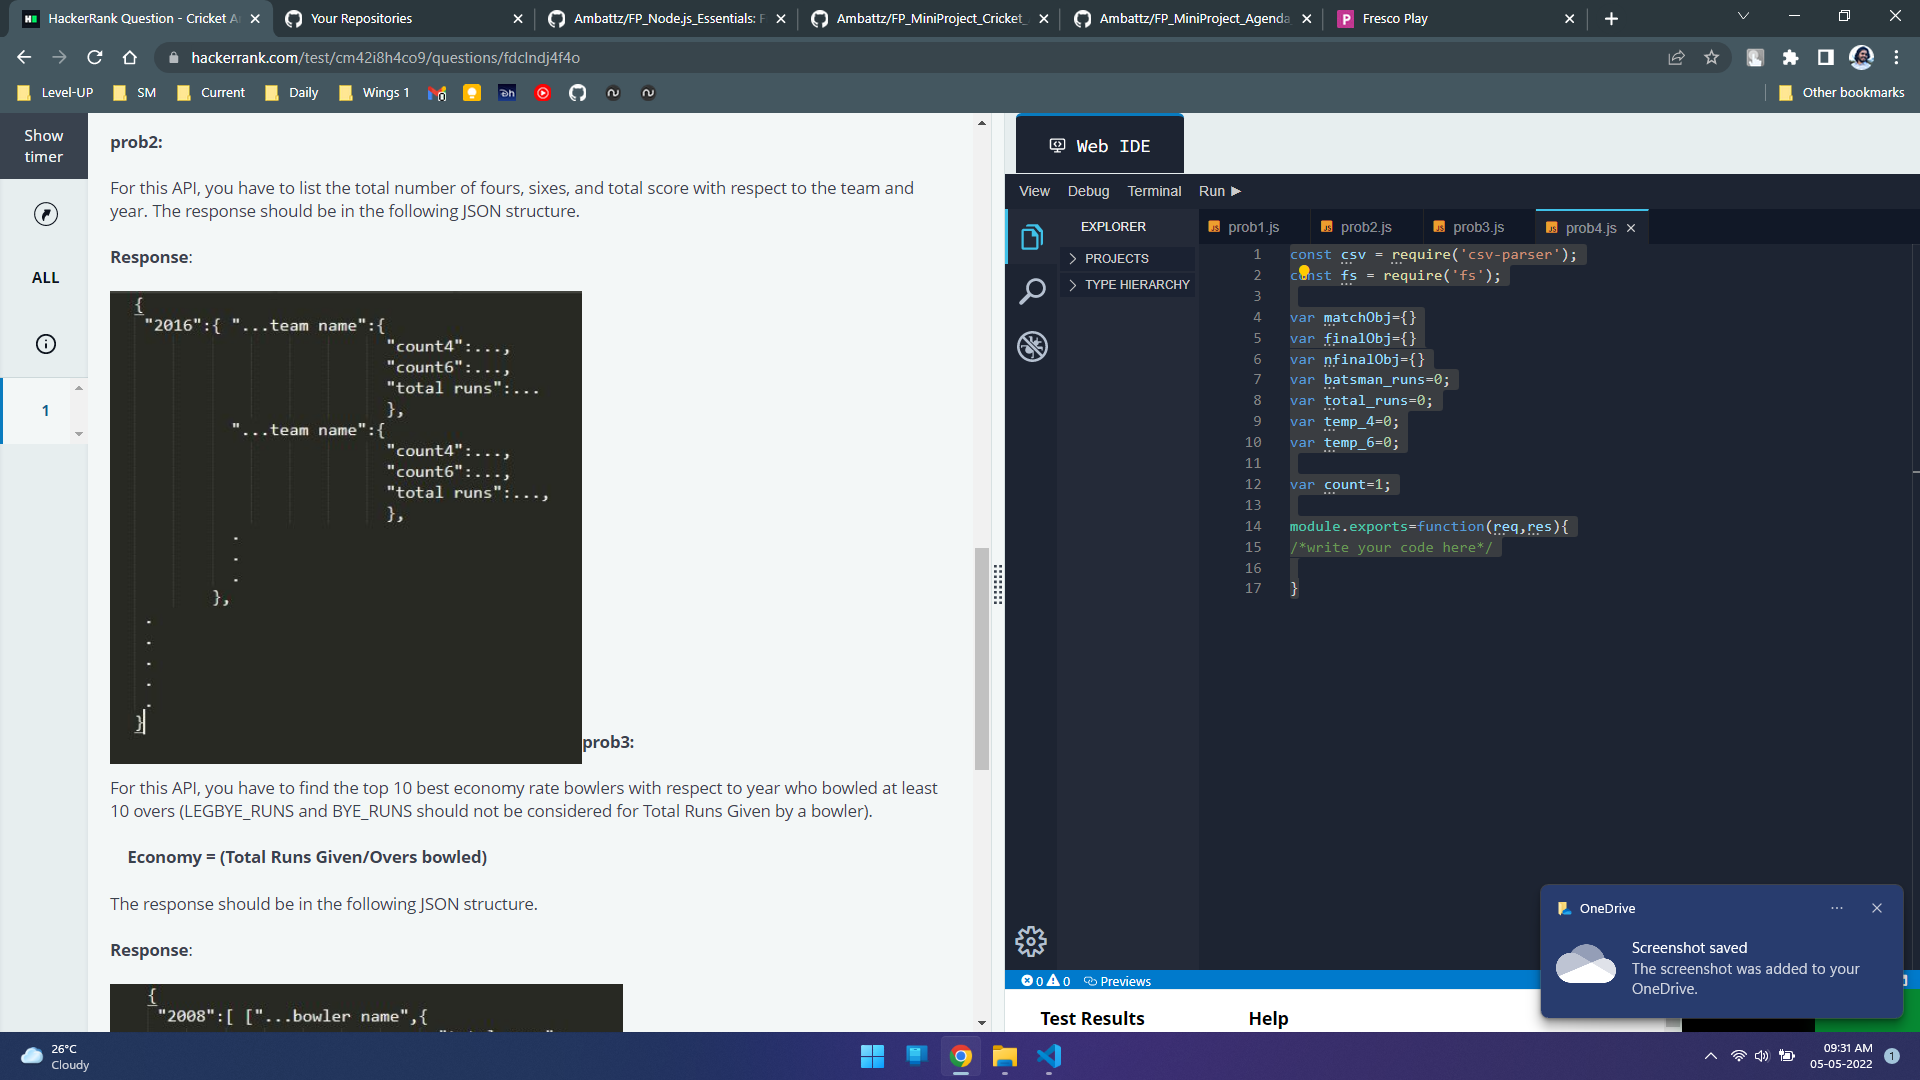 HackerRank Question - Cricket A
Your Repositories
Ambattz/FP_Node.js_Essentials: F
Ambattz/FP_MiniProject_Cricket_
Ambattz/FP_MiniProject_Agenda
Fresco Play
hackerrank.com/test/cm42i8h4co9/questions/fdclndj4f4o
Level-UP
SM
Current
Daily
Wings 1
Other bookmarks
Show
timer
ALL
1
prob2:
For this API, you have to list the total number of fours, sixes, and total score with respect to the team and
year. The response should be in the following JSON structure.
Response:
{
"2016":{ "...team name":{
"count4":...,
"count6":...,
"total runs":...
},
"...team name":{
"count4":...,
"count6":...,
"total runs":...,
},
.
.
.
},
.
.
.
.
.
}
prob3:
For this API, you have to find the top 10 best economy rate bowlers with respect to year who bowled at least
10 overs (LEGBYE_RUNS and BYE_RUNS should not be considered for Total Runs Given by a bowler).
Economy = (Total Runs Given/Overs bowled)
The response should be in the following JSON structure.
Response:
{
"2008":[ ["...bowler name",{
Web IDE
View Debug Terminal Run
EXPLORER
PROJECTS
TYPE HIERARCHY
prob1.js
prob2.js
prob3.js
prob4.js
1 const csv = require('csv-parser');
2 const fs = require('fs');
3
4 var matchObj={}
5 var finalObj={}
6 var nfinalObj={}
7 var batsman_runs=0;
8 var total_runs=0;
9 var temp_4=0;
10 var temp_6=0;
11
12 var count=1;
13
14 module.exports=function(req,res){
15 /*write your code here*/
16
17 }
0 0 Previews
Test Results
Help
OneDrive
Screenshot saved
The screenshot was added to your
OneDrive.
26°C
Cloudy
09:31 AM
05-05-2022
1